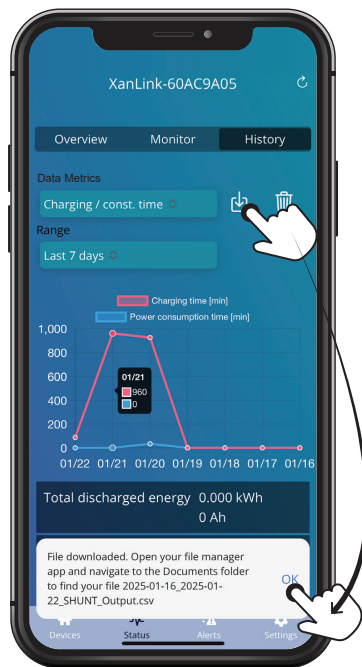 XanLink-60AC9A05
Overview Monitor History
Data Metrics
Charging / const. time
Range
Last 7 days
Charging time [min]
Power consumption time [min]
1,000
800
600
400
200
0
01/21
960
0
01/22 01/21 01/20 01/19 01/18 01/17 01/16
Total discharged energy 0.000 kWh
0 Ah
File downloaded. Open your file manager
app and navigate to the Documents folder
to find your file 2025-01-16_2025-01-
22_SHUNT_Output.csv
OK
Devices Status Alerts Settings